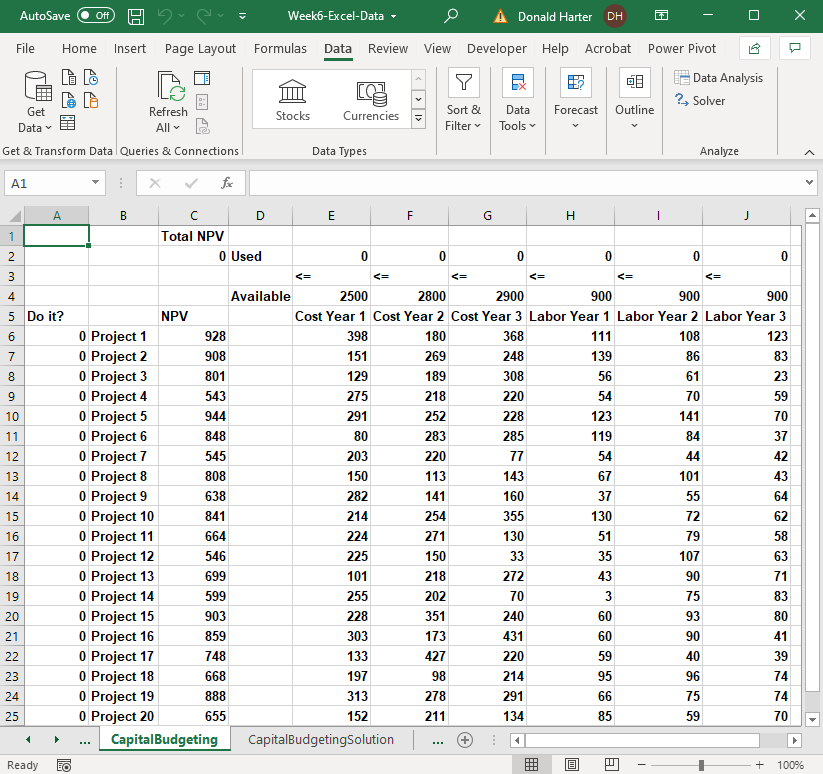 AutoSave Off Week6-Excel-Data Donald Harter DH
File Home Insert Page Layout Formulas Data Review View Developer Help Acrobat Power Pivot
Get Data Refresh All Stocks Currencies Sort & Filter Data Tools Forecast Outline Data Analysis
Solver
Get & Transform Data Queries & Connections Data Types Analyze
A1 fx
A B C D E F G H I J
1 Total NPV
2 0 Used 0 0 0 0 0 0
3 <= <= <= <= <= <=
4 Available 2500 2800 2900 900 900 900
5 Do it? NPV Cost Year 1 Cost Year 2 Cost Year 3 Labor Year 1 Labor Year 2 Labor Year 3
6 0 Project 1 928 398 180 368 111 108 123
7 0 Project 2 908 151 269 248 139 86 83
8 0 Project 3 801 129 189 308 56 61 23
9 0 Project 4 543 275 218 220 54 70 59
10 0 Project 5 944 291 252 228 123 141 70
11 0 Project 6 848 80 283 285 119 84 37
12 0 Project 7 545 203 220 77 54 44 42
13 0 Project 8 808 150 113 143 67 101 43
14 0 Project 9 638 282 141 160 37 55 64
15 0 Project 10 841 214 254 355 130 72 62
16 0 Project 11 664 224 271 130 51 79 58
17 0 Project 12 546 225 150 33 35 107 63
18 0 Project 13 699 101 218 272 43 90 71
19 0 Project 14 599 255 202 70 3 75 83
20 0 Project 15 903 228 351 240 60 93 80
21 0 Project 16 859 303 173 431 60 90 41
22 0 Project 17 748 133 427 220 59 40 39
23 0 Project 18 668 197 98 214 95 96 74
24 0 Project 19 888 313 278 291 66 75 74
25 0 Project 20 655 152 211 134 85 59 70
... CapitalBudgeting CapitalBudgetingSolution ...
Ready 100%